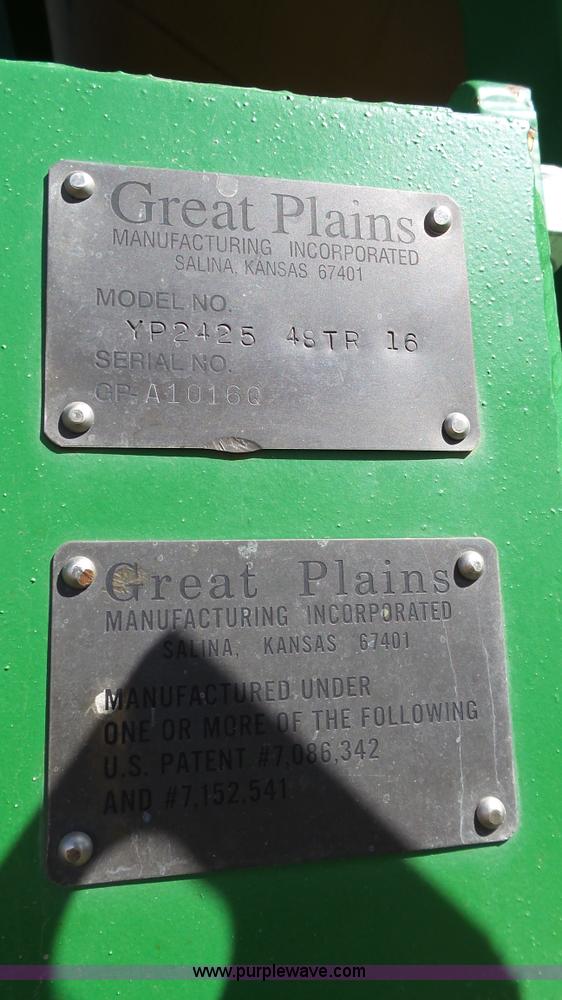 Great Plains
MANUFACTURING INCORPORATED
SALINA, KANSAS 67401
MODEL NO.
YP2425 48TR 16
SERIAL NO.
GP-A1016Q
Great Plains
MANUFACTURING INCORPORATED
SALINA, KANSAS 67401
MANUFACTURED UNDER
ONE OR MORE OF THE FOLLOWING
U.S. PATENT #7,086,342
AND #7,152,541
www.purplewave.com